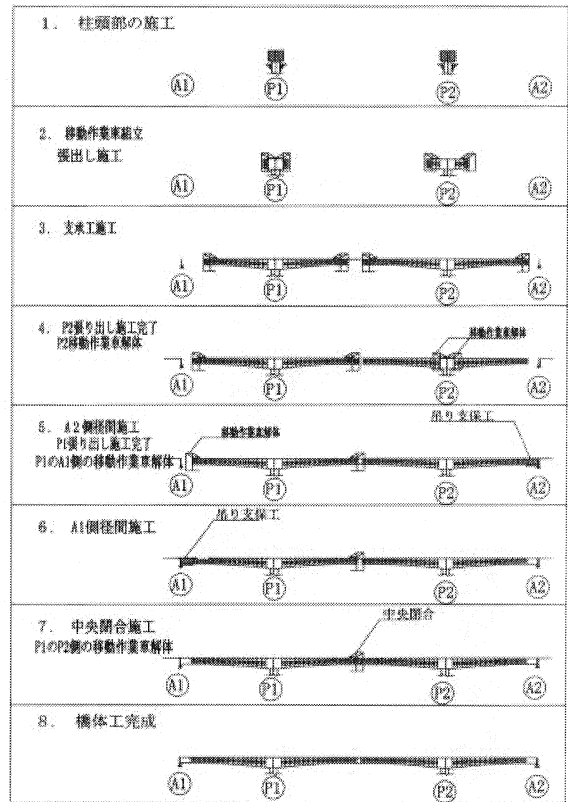 1. 柱頭部の施工
A1 P1 P2 A2
2. 移動作業車組立
張出し施工
A1 P1 P2 A2
3. 支承工施工
A1 P1 P2 A2
4. P2張り出し施工完了
P2移動作業車解体
移動作業車解体
A1 P1 P2 A2
5. A2側径間施工
P1張り出し施工完了
P1のA1側の移動作業車解体
移動作業車解体
吊り支保工
A1 P1 P2 A2
6. A1側径間施工
吊り支保工
A1 P1 P2 A2
7. 中央閉合施工
P1のP2側の移動作業車解体
中央閉合
A1 P1 P2 A2
8. 橋体工完成
A1 P1 P2 A2